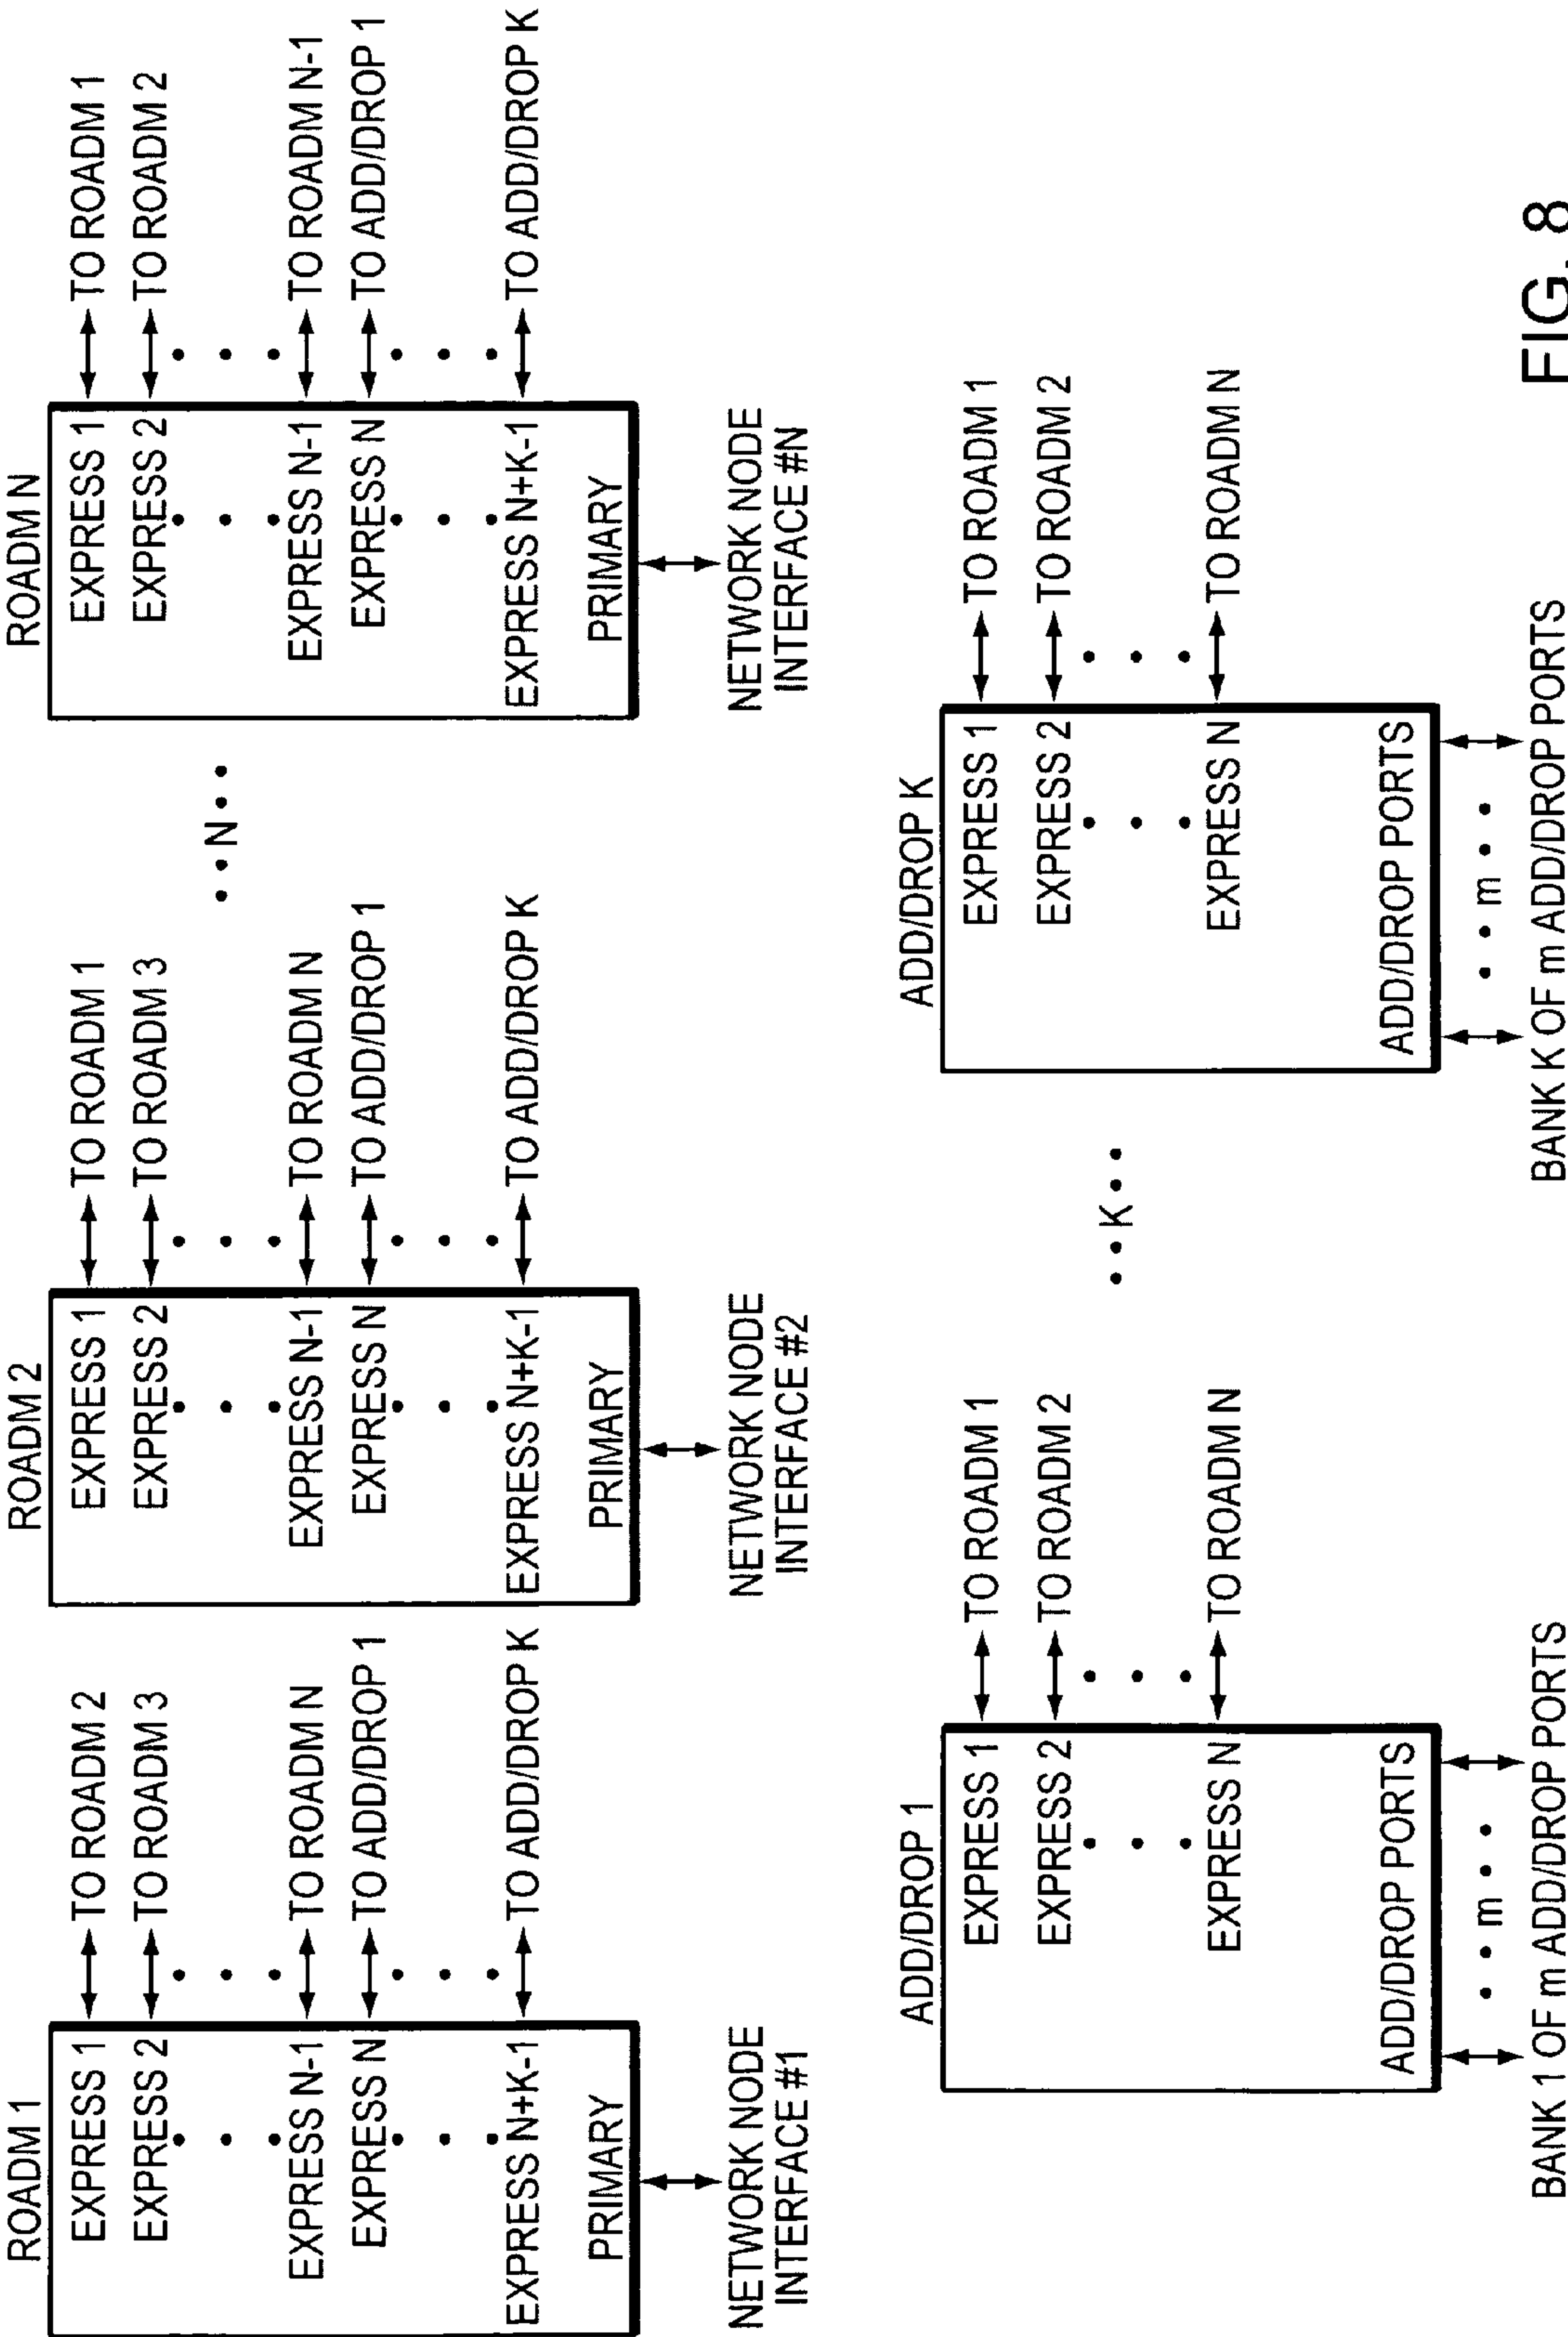 ROADM 1
EXPRESS 1
TO ROADM 2
EXPRESS 2
TO ROADM 3
EXPRESS N-1
TO ROADM N
EXPRESS N
TO ADD/DROP 1
EXPRESS N+K-1
TO ADD/DROP K
PRIMARY
NETWORK NODE
INTERFACE #1
ROADM 2
EXPRESS 1
TO ROADM 1
EXPRESS 2
TO ROADM 3
EXPRESS N-1
TO ROADM N
EXPRESS N
TO ADD/DROP 1
EXPRESS N+K-1
TO ADD/DROP K
PRIMARY
NETWORK NODE
INTERFACE #2
N
ROADM N
EXPRESS 1
TO ROADM 1
EXPRESS 2
TO ROADM 2
EXPRESS N-1
TO ROADM N-1
EXPRESS N
TO ADD/DROP 1
EXPRESS N+K-1
TO ADD/DROP K
PRIMARY
NETWORK NODE
INTERFACE #N
ADD/DROP 1
EXPRESS 1
TO ROADM 1
EXPRESS 2
TO ROADM 2
EXPRESS N
TO ROADM N
ADD/DROP PORTS
m
BANK 1 OF m ADD/DROP PORTS
K
ADD/DROP K
EXPRESS 1
TO ROADM 1
EXPRESS 2
TO ROADM 2
EXPRESS N
TO ROADM N
ADD/DROP PORTS
m
BANK K OF m ADD/DROP PORTS
FIG. 8